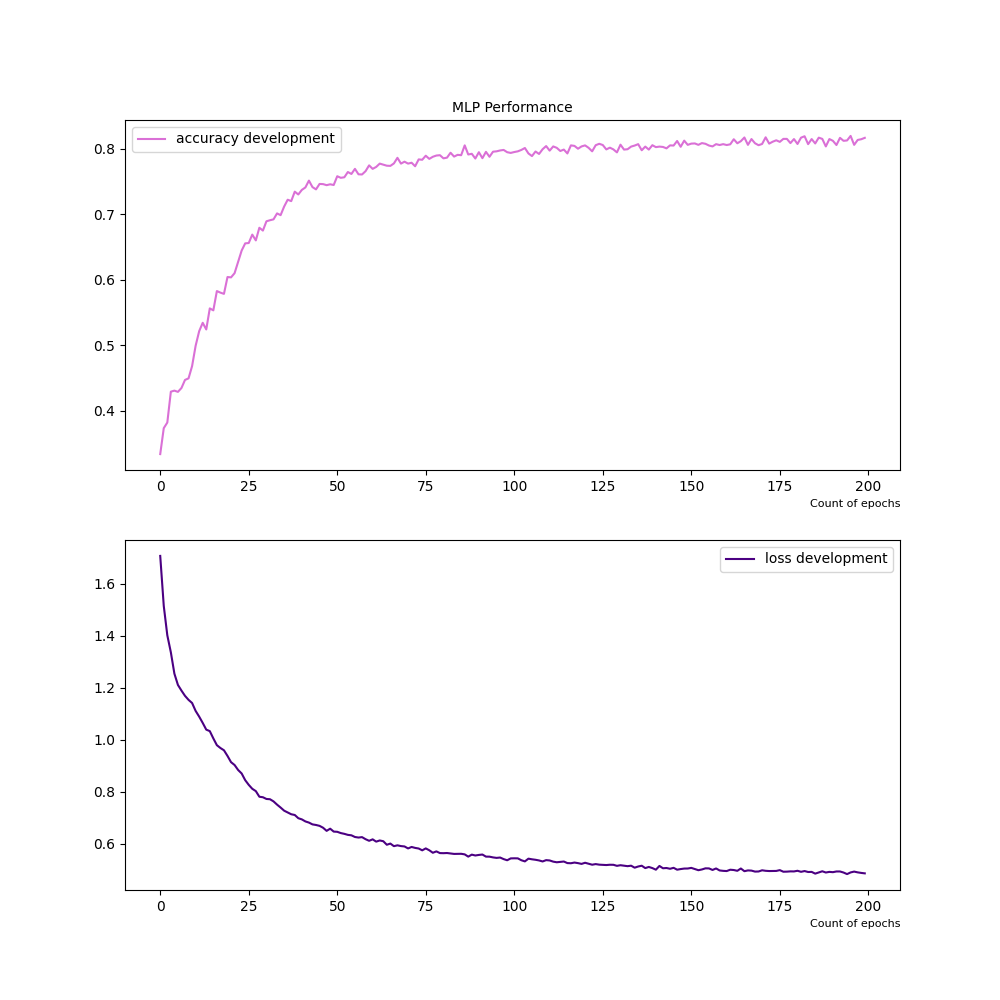 MLP Performance
accuracy development
0.8
0.7
0.6
0.5
0.4
0 25 50 75 100 125 150 175 200
Count of epochs
loss development
1.6
1.4
1.2
1.0
0.8
0.6
0 25 50 75 100 125 150 175 200
Count of epochs